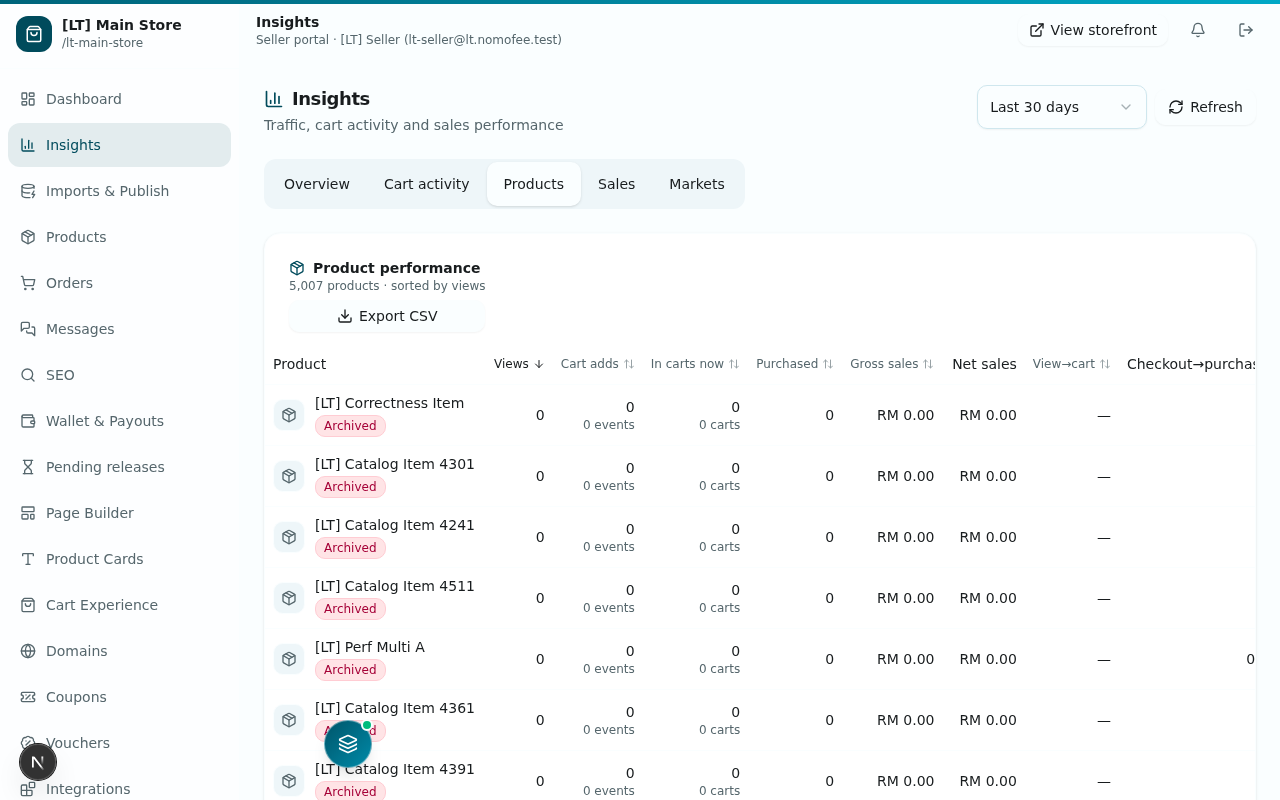 [LT] Main Store
/lt-main-store
Dashboard
Insights
Imports & Publish
Products
Orders
Messages
SEO
Wallet & Payouts
Pending releases
Page Builder
Product Cards
Cart Experience
Domains
Coupons
Vouchers
Integrations
N
Insights
Seller portal · [LT] Seller (lt-seller@lt.nomofee.test)
View storefront
Insights
Traffic, cart activity and sales performance
Last 30 days
Refresh
Overview Cart activity Products Sales Markets
Product performance
5,007 products · sorted by views
Export CSV
Product Views Cart adds In carts now Purchased Gross sales Net sales View→cart Checkout→purchas
[LT] Correctness Item
Archived
0 0 0 0 RM 0.00 RM 0.00 —
0 events 0 carts
[LT] Catalog Item 4301
Archived
0 0 0 0 RM 0.00 RM 0.00 —
0 events 0 carts
[LT] Catalog Item 4241
Archived
0 0 0 0 RM 0.00 RM 0.00 —
0 events 0 carts
[LT] Catalog Item 4511
Archived
0 0 0 0 RM 0.00 RM 0.00 —
0 events 0 carts
[LT] Perf Multi A
Archived
0 0 0 0 RM 0.00 RM 0.00 — 0
0 events 0 carts
[LT] Catalog Item 4361
0 0 0 0 RM 0.00 RM 0.00 —
0 events 0 carts
[LT] Catalog Item 4391
Archived
0 0 0 0 RM 0.00 RM 0.00 —
0 events 0 carts